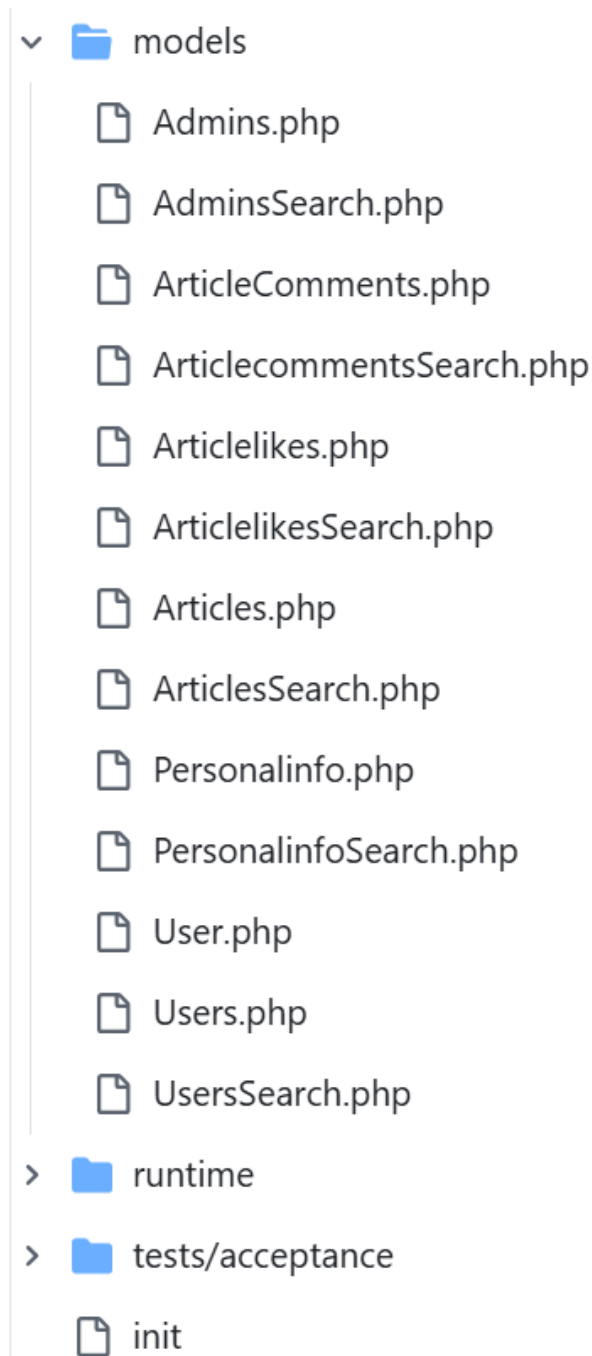 models
Admins.php
AdminsSearch.php
ArticleComments.php
ArticlecommentsSearch.php
Articlelikes.php
ArticlelikesSearch.php
Articles.php
ArticlesSearch.php
Personalinfo.php
PersonalinfoSearch.php
User.php
Users.php
UsersSearch.php
runtime
tests/acceptance
init